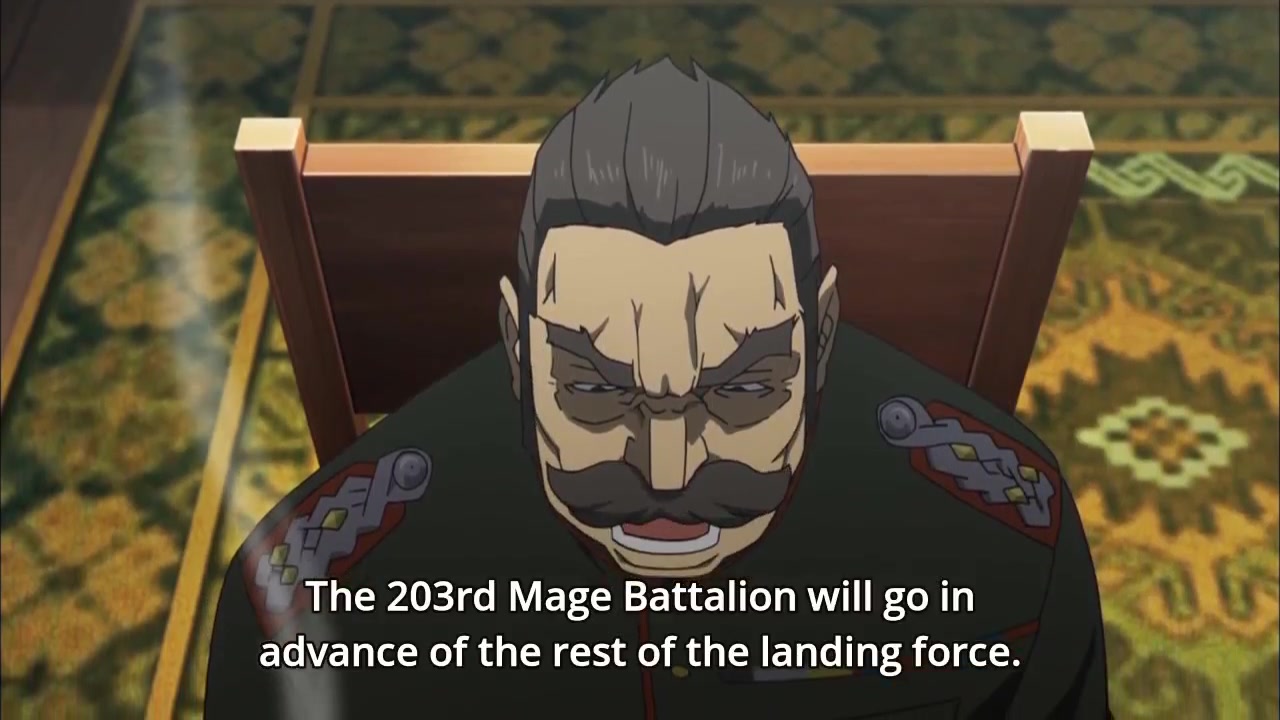 The 203rd Mage Battalion will go in
advance of the rest of the landing force.